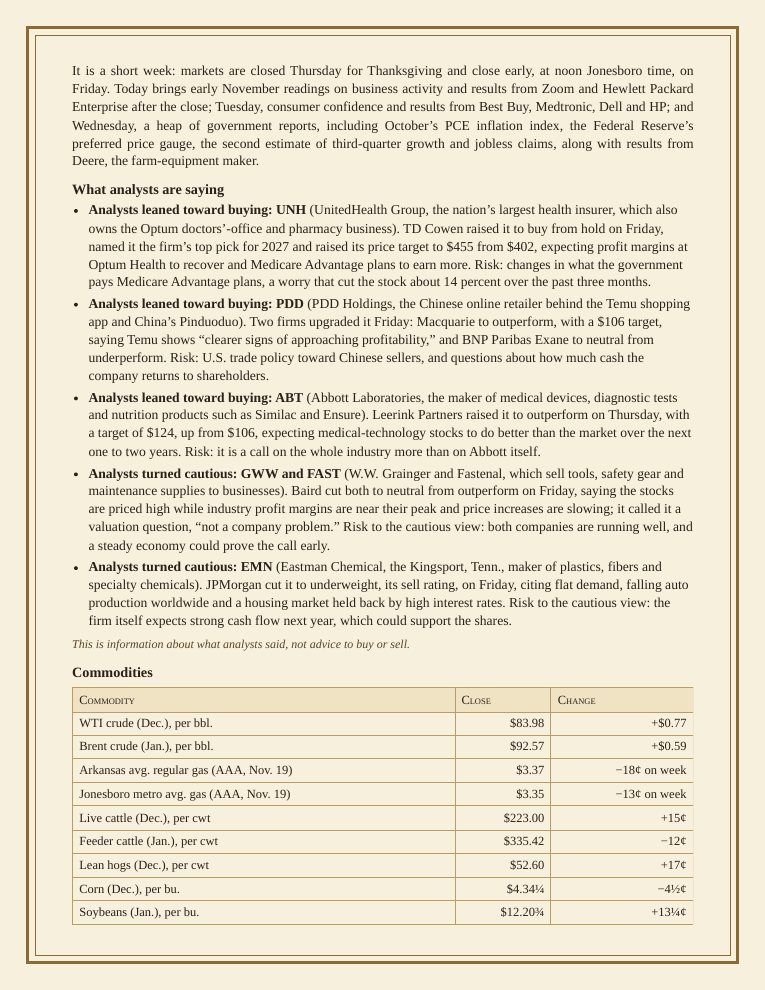 It is a short week: markets are closed Thursday for Thanksgiving and close early, at noon Jonesboro time, on
Friday. Today brings early November readings on business activity and results from Zoom and Hewlett Packard
Enterprise after the close; Tuesday, consumer confidence and results from Best Buy, Medtronic, Dell and HP; and
Wednesday, a heap of government reports, including October’s PCE inflation index, the Federal Reserve’s
preferred price gauge, the second estimate of third-quarter growth and jobless claims, along with results from
Deere, the farm-equipment maker.
What analysts are saying
• Analysts leaned toward buying: UNH (UnitedHealth Group, the nation’s largest health insurer, which also
owns the Optum doctors’-office and pharmacy business). TD Cowen raised it to buy from hold on Friday,
named it the firm’s top pick for 2027 and raised its price target to $455 from $402, expecting profit margins at
Optum Health to recover and Medicare Advantage plans to earn more. Risk: changes in what the government
pays Medicare Advantage plans, a worry that cut the stock about 14 percent over the past three months.
• Analysts leaned toward buying: PDD (PDD Holdings, the Chinese online retailer behind the Temu shopping
app and China’s Pinduoduo). Two firms upgraded it Friday: Macquarie to outperform, with a $106 target,
saying Temu shows “clearer signs of approaching profitability,” and BNP Paribas Exane to neutral from
underperform. Risk: U.S. trade policy toward Chinese sellers, and questions about how much cash the
company returns to shareholders.
• Analysts leaned toward buying: ABT (Abbott Laboratories, the maker of medical devices, diagnostic tests
and nutrition products such as Similac and Ensure). Leerink Partners raised it to outperform on Thursday, with
a target of $124, up from $106, expecting medical-technology stocks to do better than the market over the next
one to two years. Risk: it is a call on the whole industry more than on Abbott itself.
• Analysts turned cautious: GWW and FAST (W.W. Grainger and Fastenal, which sell tools, safety gear and
maintenance supplies to businesses). Baird cut both to neutral from outperform on Friday, saying the stocks
are priced high while industry profit margins are near their peak and price increases are slowing; it called it a
valuation question, “not a company problem.” Risk to the cautious view: both companies are running well, and
a steady economy could prove the call early.
• Analysts turned cautious: EMN (Eastman Chemical, the Kingsport, Tenn., maker of plastics, fibers and
specialty chemicals). JPMorgan cut it to underweight, its sell rating, on Friday, citing flat demand, falling auto
production worldwide and a housing market held back by high interest rates. Risk to the cautious view: the
firm itself expects strong cash flow next year, which could support the shares.
This is information about what analysts said, not advice to buy or sell.
Commodities
Commodity Close Change
WTI crude (Dec.), per bbl. $83.98 +$0.77
Brent crude (Jan.), per bbl. $92.57 +$0.59
Arkansas avg. regular gas (AAA, Nov. 19) $3.37 −18¢ on week
Jonesboro metro avg. gas (AAA, Nov. 19) $3.35 −13¢ on week
Live cattle (Dec.), per cwt $223.00 +15¢
Feeder cattle (Jan.), per cwt $335.42 −12¢
Lean hogs (Dec.), per cwt $52.60 +17¢
Corn (Dec.), per bu. $4.34¼ −4½¢
Soybeans (Jan.), per bu. $12.20¾ +13¼¢